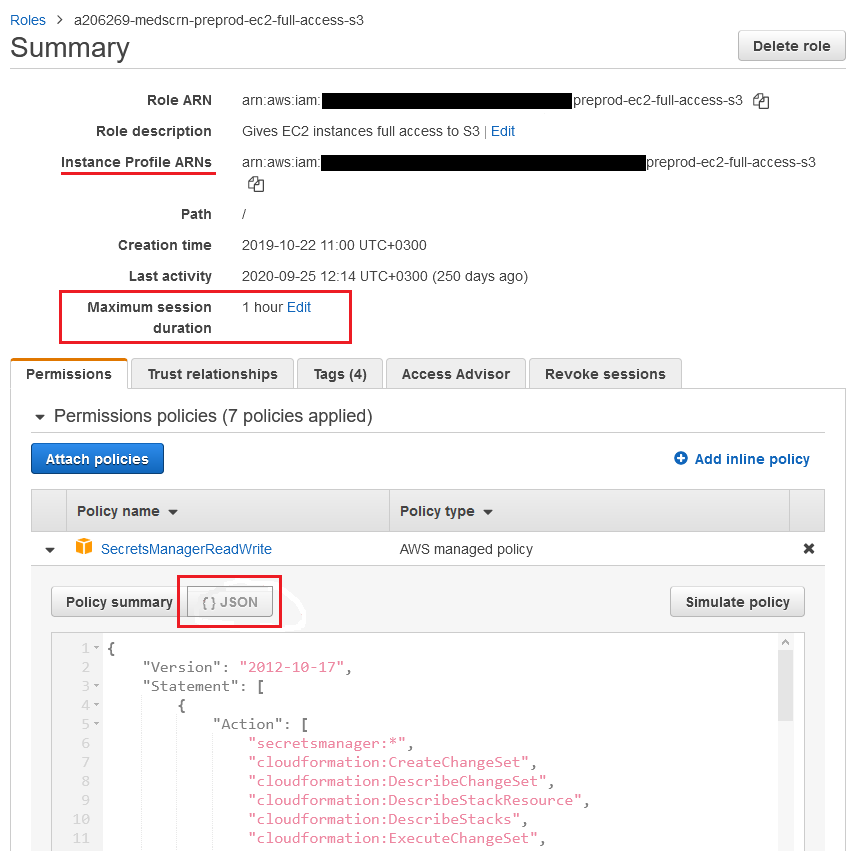 Roles > a206269-medscrn-preprod-ec2-full-access-s3
Summary
Delete role
Role ARN arn:aws:iam: preprod-ec2-full-access-s3
Role description Gives EC2 instances full access to S3 | Edit
Instance Profile ARNs arn:aws:iam: preprod-ec2-full-access-s3
Path /
Creation time 2019-10-22 11:00 UTC+0300
Last activity 2020-09-25 12:14 UTC+0300 (250 days ago)
Maximum session 1 hour Edit
duration
Permissions Trust relationships Tags (4) Access Advisor Revoke sessions
Permissions policies (7 policies applied)
Attach policies Add inline policy
Policy name Policy type
SecretsManagerReadWrite AWS managed policy
Policy summary {} JSON Simulate policy
1 {
2 "Version": "2012-10-17",
3 "Statement": [
4 {
5 "Action": [
6 "secretsmanager:*",
7 "cloudformation:CreateChangeSet",
8 "cloudformation:DescribeChangeSet",
9 "cloudformation:DescribeStackResource",
10 "cloudformation:DescribeStacks",
11 "cloudformation:ExecuteChangeSet",